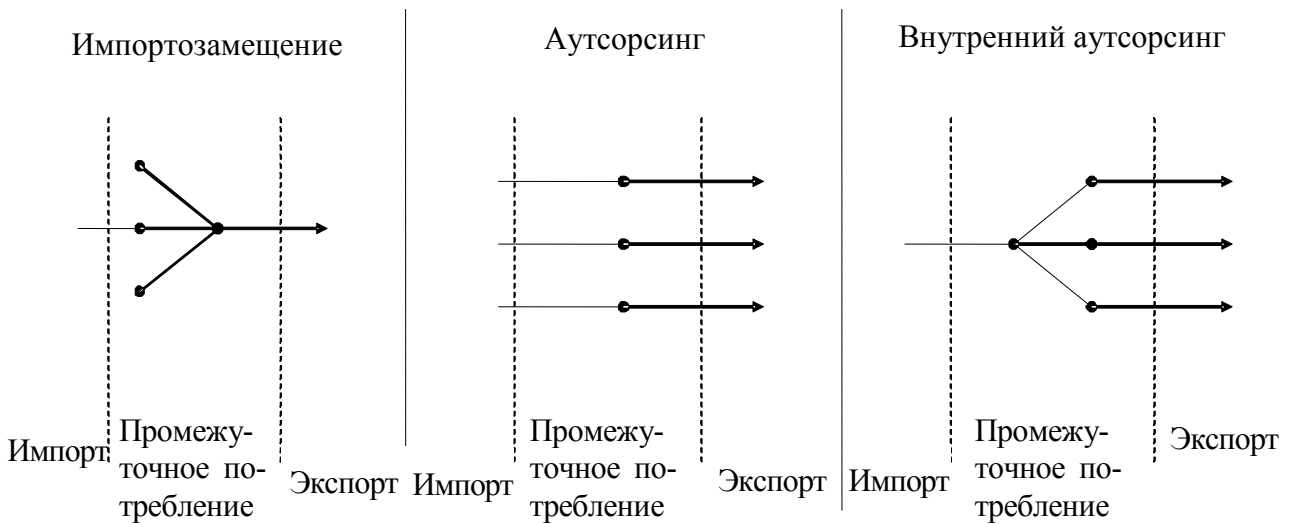 Импортозамещение
Импорт
Промежу-
точное по-
требление
Экспорт
Аутсорсинг
Импорт
Промежу-
точное по-
требление
Экспорт
Внутренний аутсорсинг
Импорт
Промежу-
точное по-
требление
Экспорт